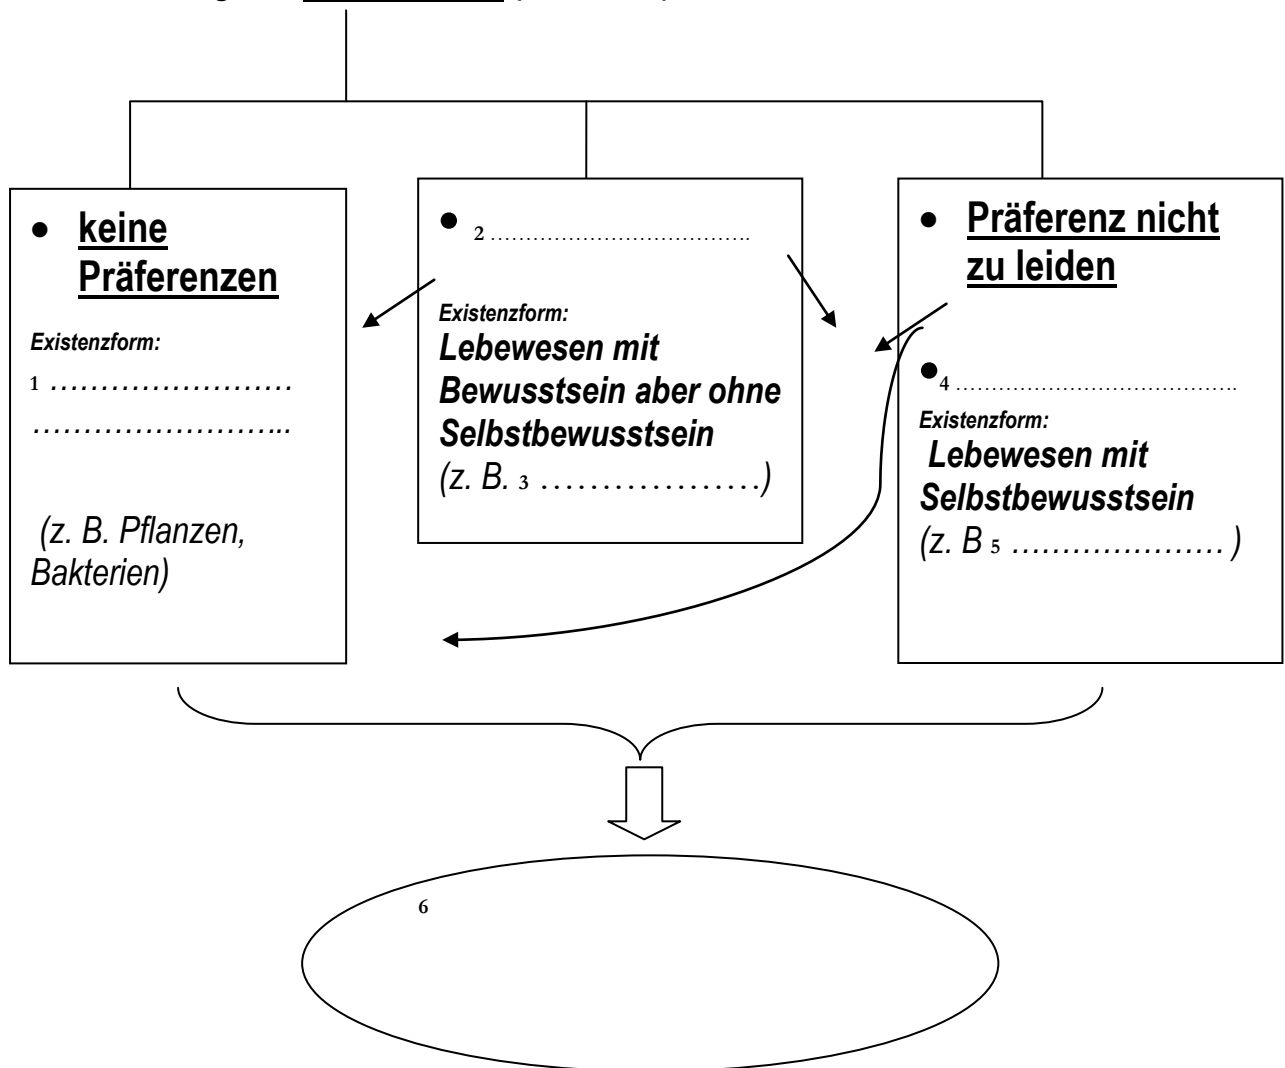 • keine
Präferenzen
Existenzform:
1 ……………………
……………………..
(z. B. Pflanzen,
Bakterien)
• 2 ……………………………….
Existenzform:
Lebewesen mit
Bewusstsein aber ohne
Selbstbewusstsein
(z. B. 3 ………………)
• Präferenz nicht
zu leiden
• 4 ………………………………….
Existenzform:
Lebewesen mit
Selbstbewusstsein
(z. B 5 ………………… )
6